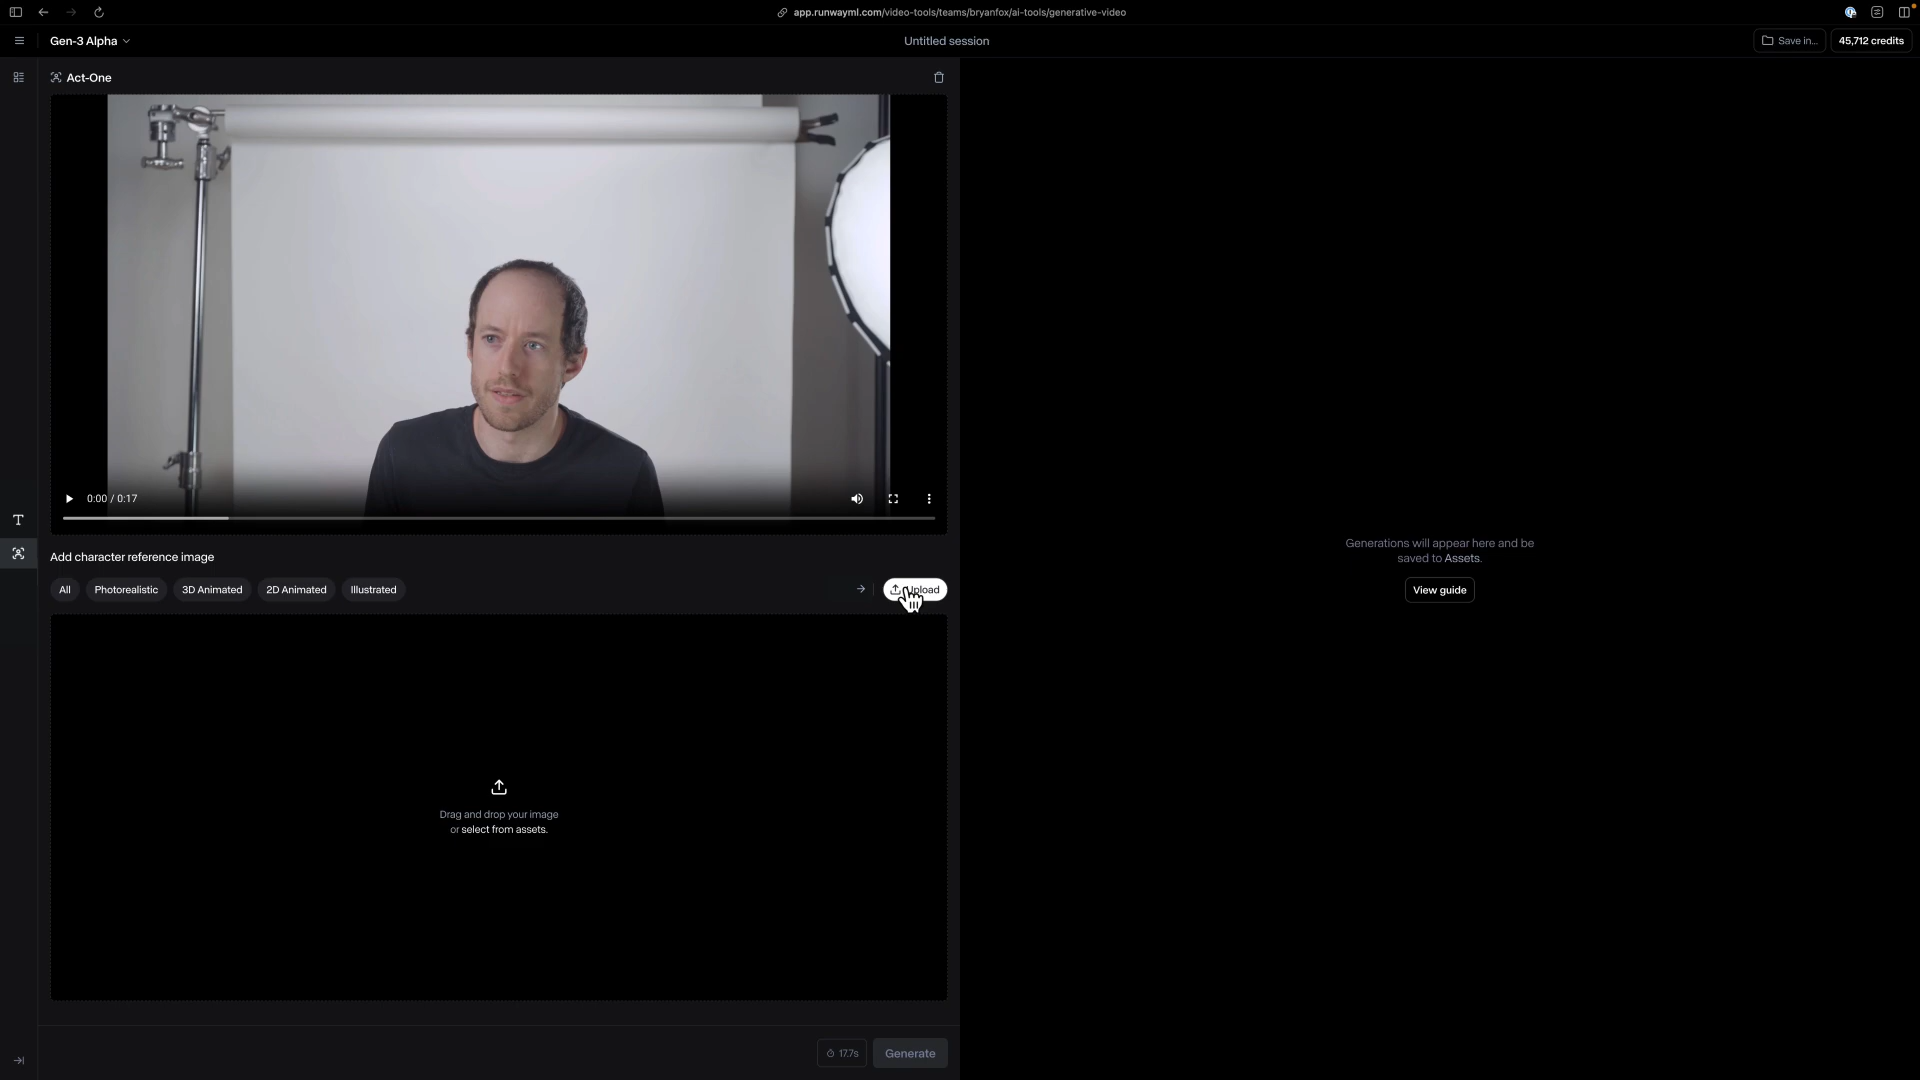 app.runwayml.com/video-tools/teams/bryanfox/ai-tools/generative-video
Gen-3 Alpha
Untitled session
Save in...
45,712 credits
Act-One
0:00 / 0:17
Add character reference image
All
Photorealistic
3D Animated
2D Animated
Illustrated
Upload
Drag and drop your image
or select from assets.
17.7s
Generate
Generations will appear here and be
saved to Assets.
View guide